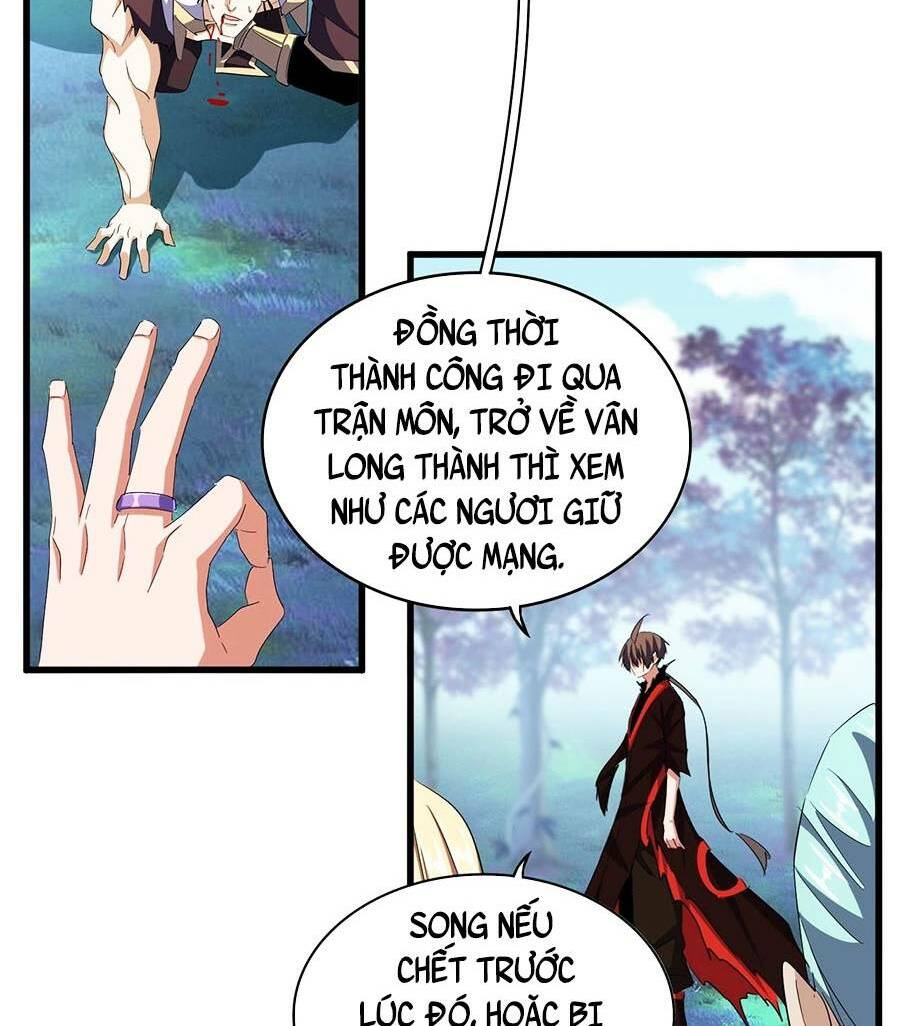 ĐỒNG THỜI
THÀNH CÔNG ĐI QUA
TRẬN MÔN, TRỞ VỀ VÂN
LONG THÀNH THÌ XEM
NHƯ CÁC NGƯƠI GIỮ
ĐƯỢC MẠNG.
SONG NẾU
CHẾT TRƯỚC
LÚC ĐÓ, HOẶC BỊ